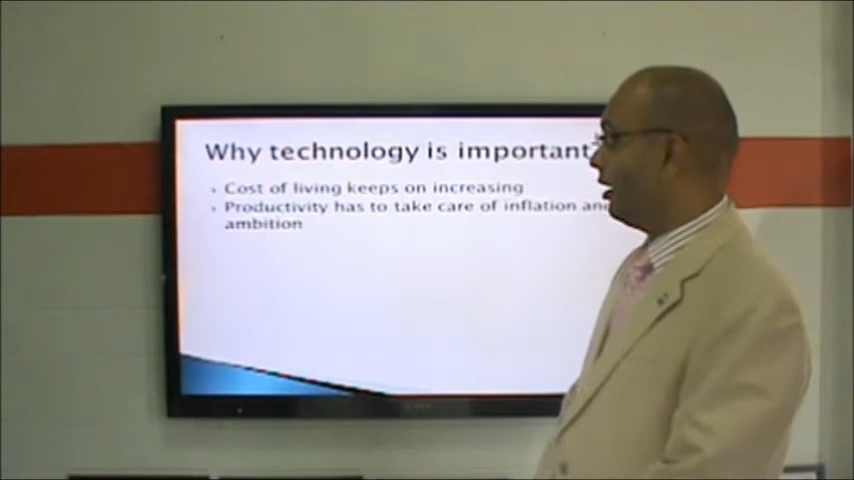 Why technology is important
Cost of living keeps on increasing
Productivity has to take care of inflation and
ambition